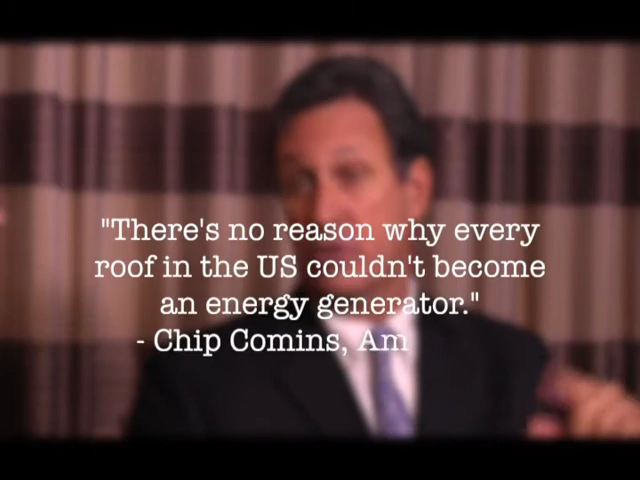 "There's no reason why every
roof in the US couldn't become
an energy generator."
- Chip Comins, Am